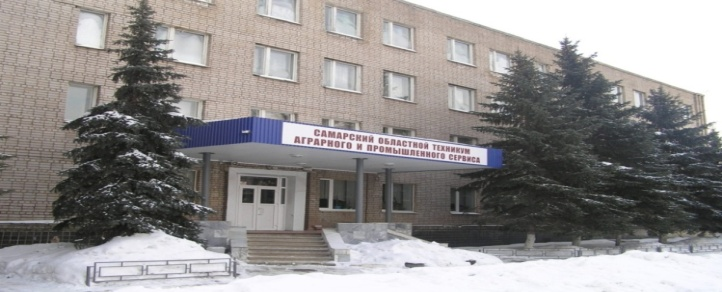 САМАРСКИЙ ОБЛАСТНОЙ ТЕХНИКУМ
АГРАРНОГО И ПРОМЫШЛЕННОГО СЕРВИСА